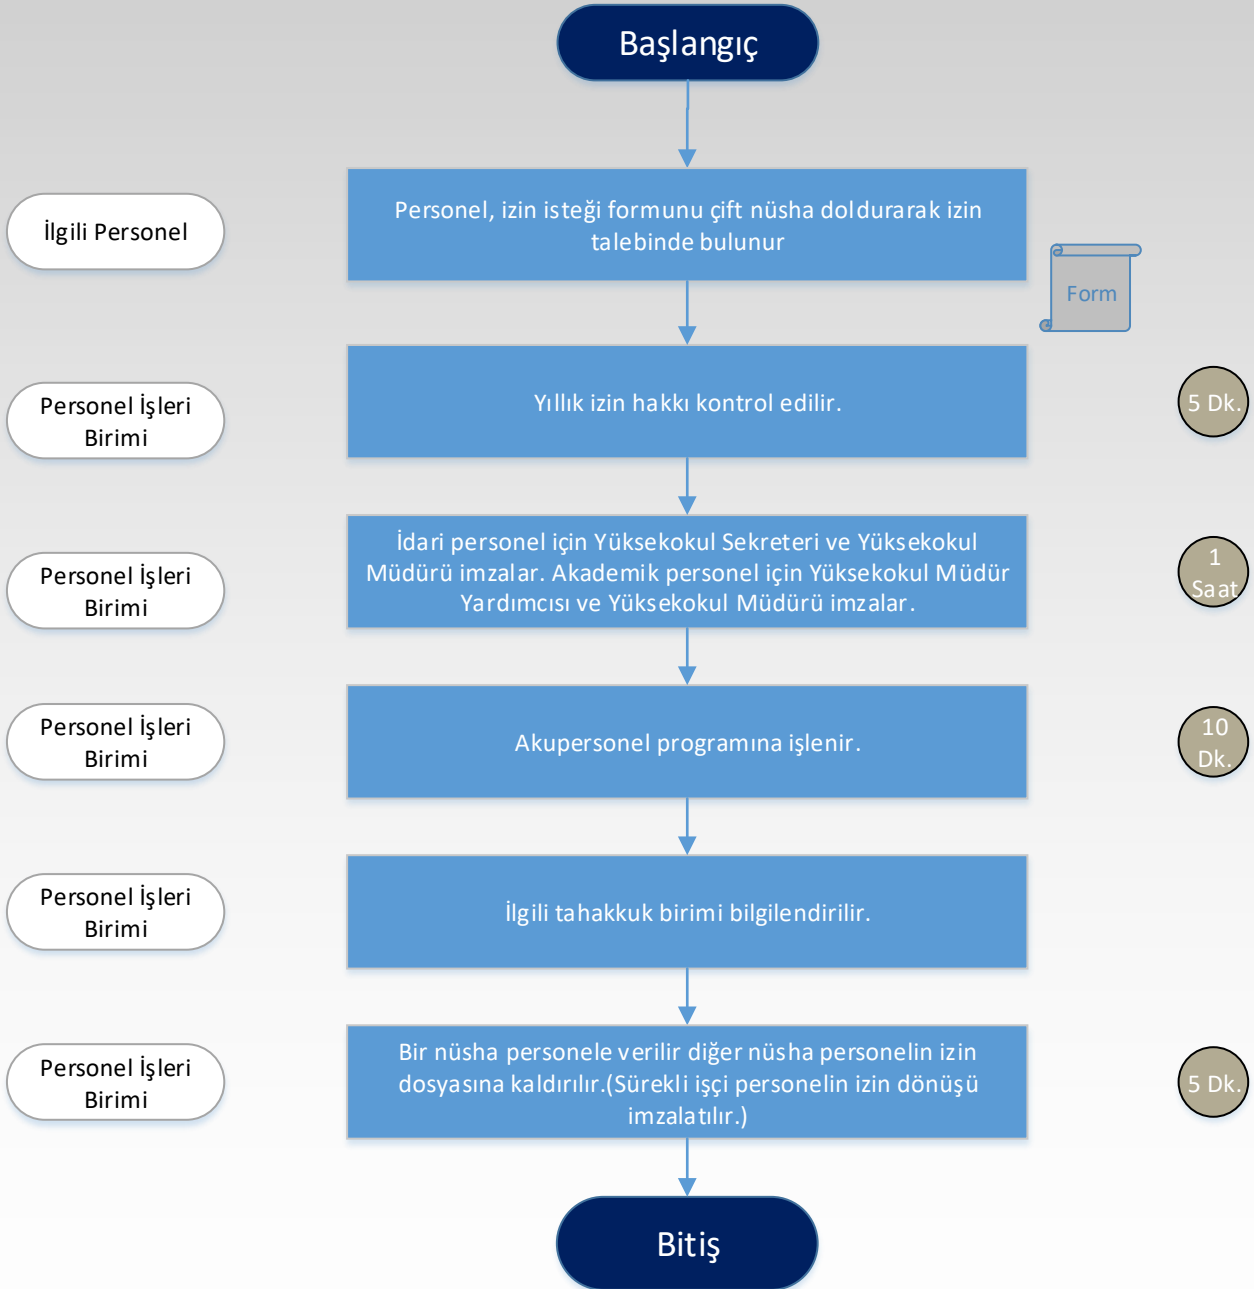 Başlangıç
İlgili Personel
Personel, izin isteği formunu çift nüsha doldurarak izin
talebinde bulunur
Form
Personel İşleri
Birimi
Yıllık izin hakkı kontrol edilir.
5 Dk.
Personel İşleri
Birimi
İdari personel için Yüksekokul Sekreteri ve Yüksekokul
Müdürü imzalar. Akademik personel için Yüksekokul Müdür
Yardımcısı ve Yüksekokul Müdürü imzalar.
1
Saat
Personel İşleri
Birimi
Akupersonel programına işlenir.
10
Dk.
Personel İşleri
Birimi
İlgili tahakkuk birimi bilgilendirilir.
Personel İşleri
Birimi
Bir nüsha personele verilir diğer nüsha personelin izin
dosyasına kaldırılır.(Sürekli işçi personelin izin dönüşü
imzalatılır.)
5 Dk.
Bitiş